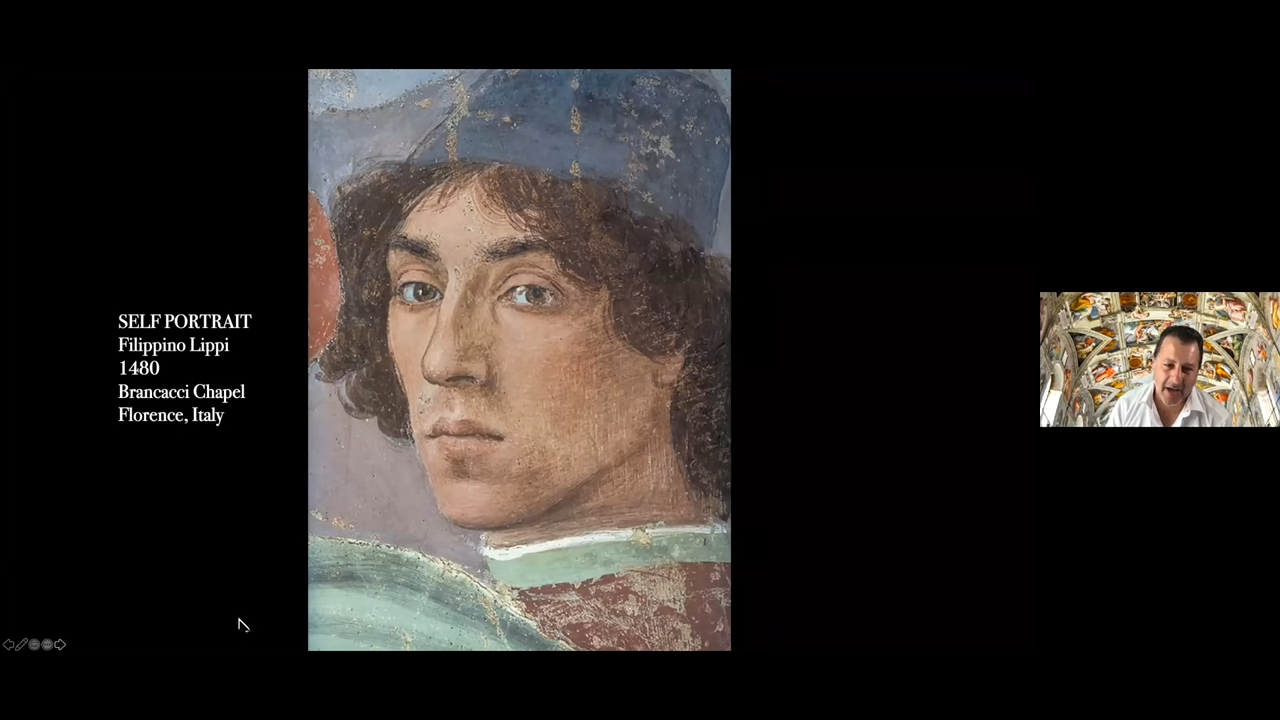 SELF PORTRAIT
Filippino Lippi
1480
Brancacci Chapel
Florence, Italy